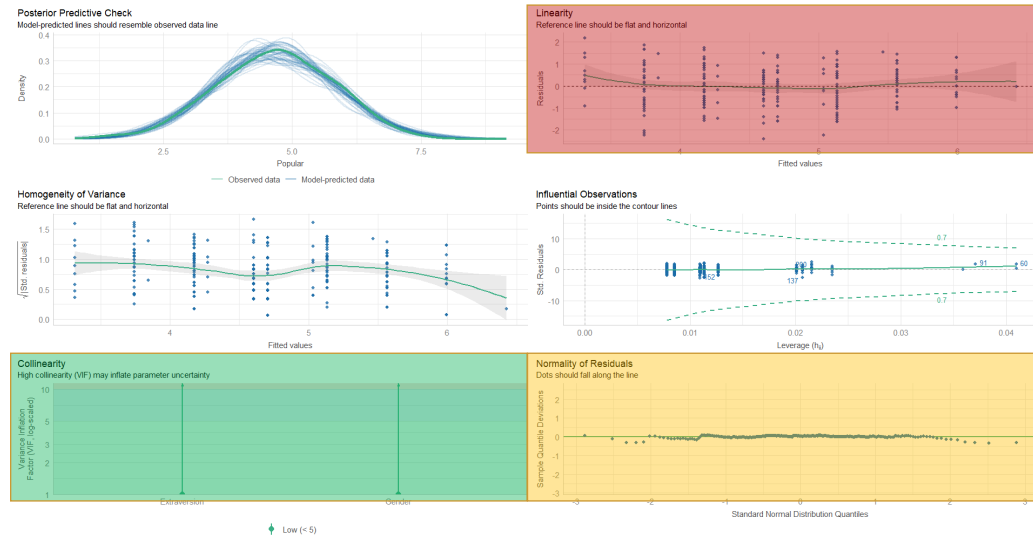 Posterior Predictive Check
Model-predicted lines should resemble observed data line
0.4
0.3
0.2
0.1
0.0
Density
2.5 5.0 7.5
Popular
Observed data Model-predicted data
Linearity
Reference line should be flat and horizontal
2
1
0
-1
-2
Residuals
4 5 6
Fitted values
Homogeneity of Variance
Reference line should be flat and horizontal
1.5
1.0
0.5
0.0
√|Std. residuals|
4 5 6
Fitted values
Influential Observations
Points should be inside the contour lines
10
0
-10
Std. Residuals
0.7
0.7
52
137
91
60
0.00 0.01 0.02 0.03 0.04
Leverage (hii)
Collinearity
High collinearity (VIF) may inflate parameter uncertainty
10
5
3
2
1
Variance Inflation
Factor (VIF, log-scaled)
Extraversion Gender
Low (< 5)
Normality of Residuals
Dots should fall along the line
2
1
0
-1
-2
-3
Sample Quantile Deviations
-3 -2 -1 0 1 2 3
Standard Normal Distribution Quantiles